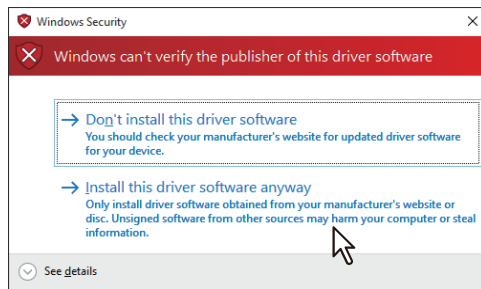 Windows Security
Windows can't verify the publisher of this driver software
Don't install this driver software
You should check your manufacturer's website for updated driver software
for your device.
Install this driver software anyway
Only install driver software obtained from your manufacturer's website or
disc. Unsigned software from other sources may harm your computer or steal
information.
See details